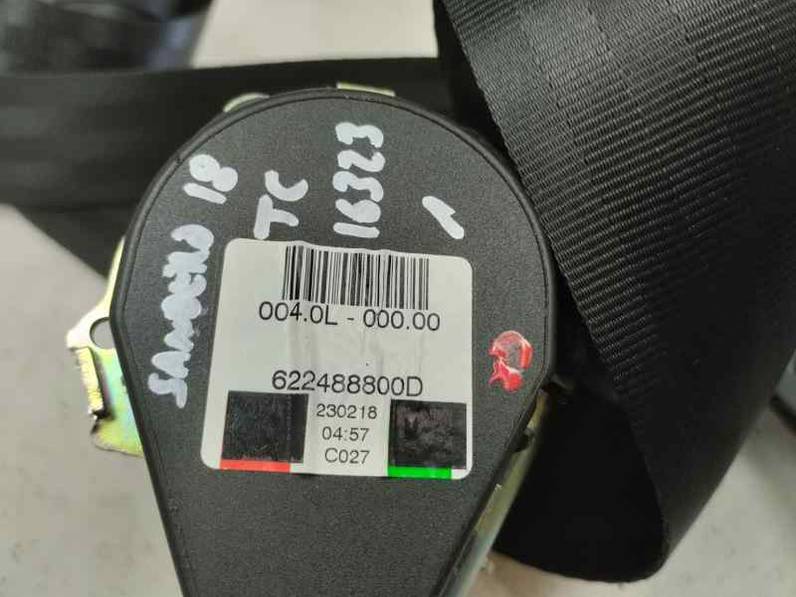 SANDERO 18
TC
16323
1
004.0L - 000.00
622488800D
230218
04:57
C027